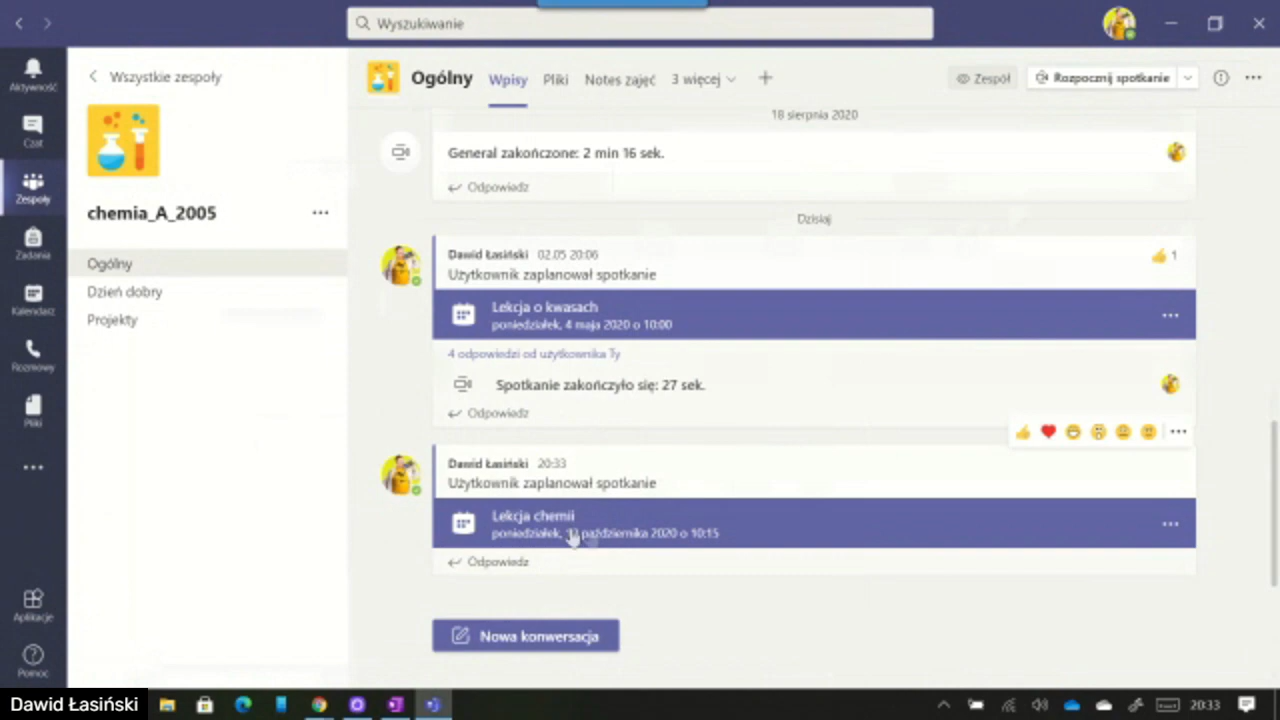 Wyszukiwanie
Aktywność
Czat
Zespoły
Zadania
Kalendarz
Rozmowy
Pliki
Aplikacje
Pomoc
Wszystkie zespoły
chemia_A_2005
Ogólny
Dzień dobry
Projekty
Ogólny Wpisy Pliki Notes zajęć 3 więcej
Zespół Rozpocznij spotkanie
18 sierpnia 2020
General zakończone: 2 min 16 sek.
Odpowiedz
Dzisiaj
Dawid Łasiński 02.05 20:06
1
Użytkownik zaplanował spotkanie
Lekcja o kwasach
poniedziałek, 4 maja 2020 o 10:00
4 odpowiedzi od użytkownika Ty
Spotkanie zakończyło się: 27 sek.
Odpowiedz
Dawid Łasiński 20:33
Użytkownik zaplanował spotkanie
Lekcja chemii
poniedziałek, października 2020 o 10:15
Odpowiedz
Nowa konwersacja
Dawid Łasiński
20:33